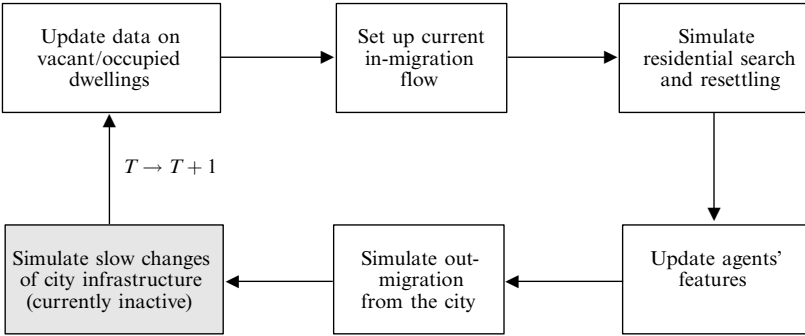 Update data on
vacant/occupied
dwellings
Set up current
in-migration
flow
Simulate
residential search
and resettling
T → T + 1
Simulate slow changes
of city infrastructure
(currently inactive)
Simulate out-
migration
from the city
Update agents'
features